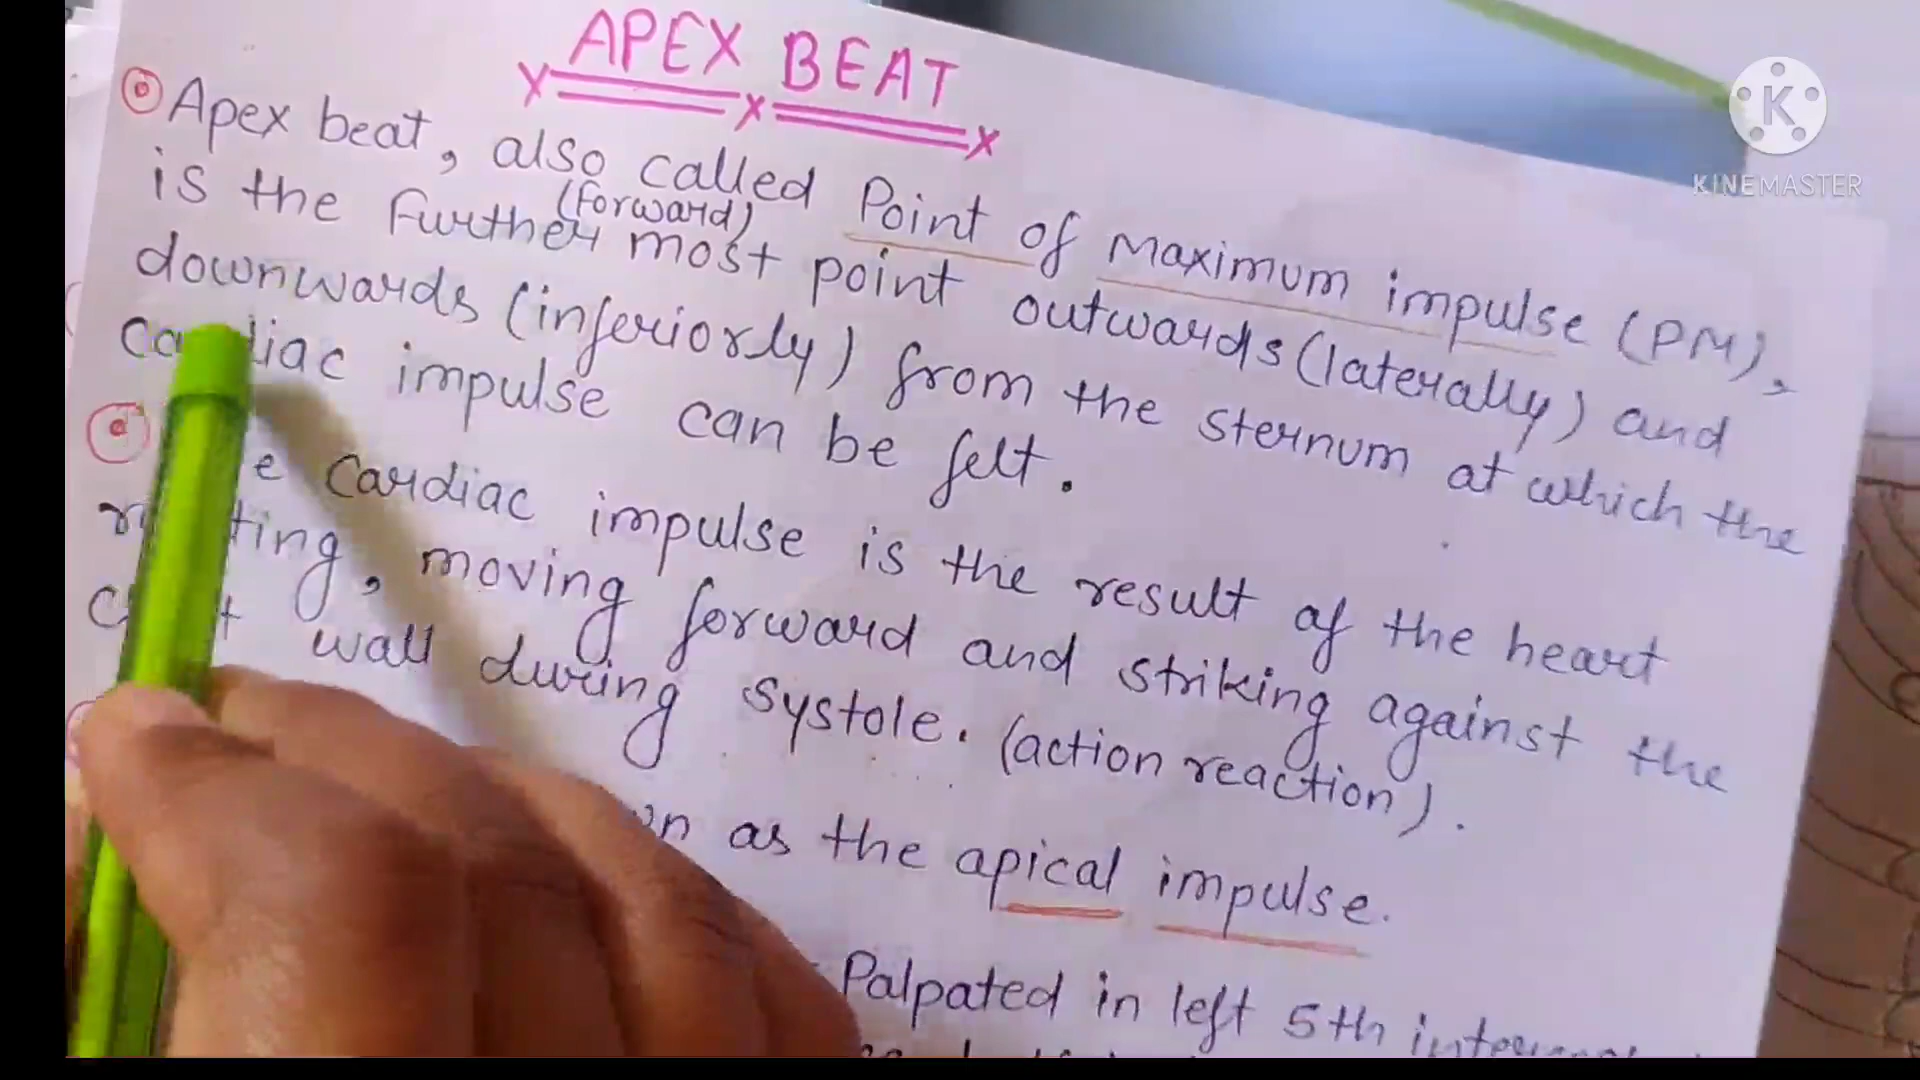 APEX BEAT
Apex beat, also called Point of Maximum impulse (PM),
(forward)
is the Further most point outwards (laterally) and
downwards (inferiorly) from the sternum at which the
cardiac impulse can be felt.
cardiac impulse is the result of the heart
moving forward and striking against the
wall during systole. (action reaction).
as the apical impulse.
Palpated in left 5th
K
KINEMASTER